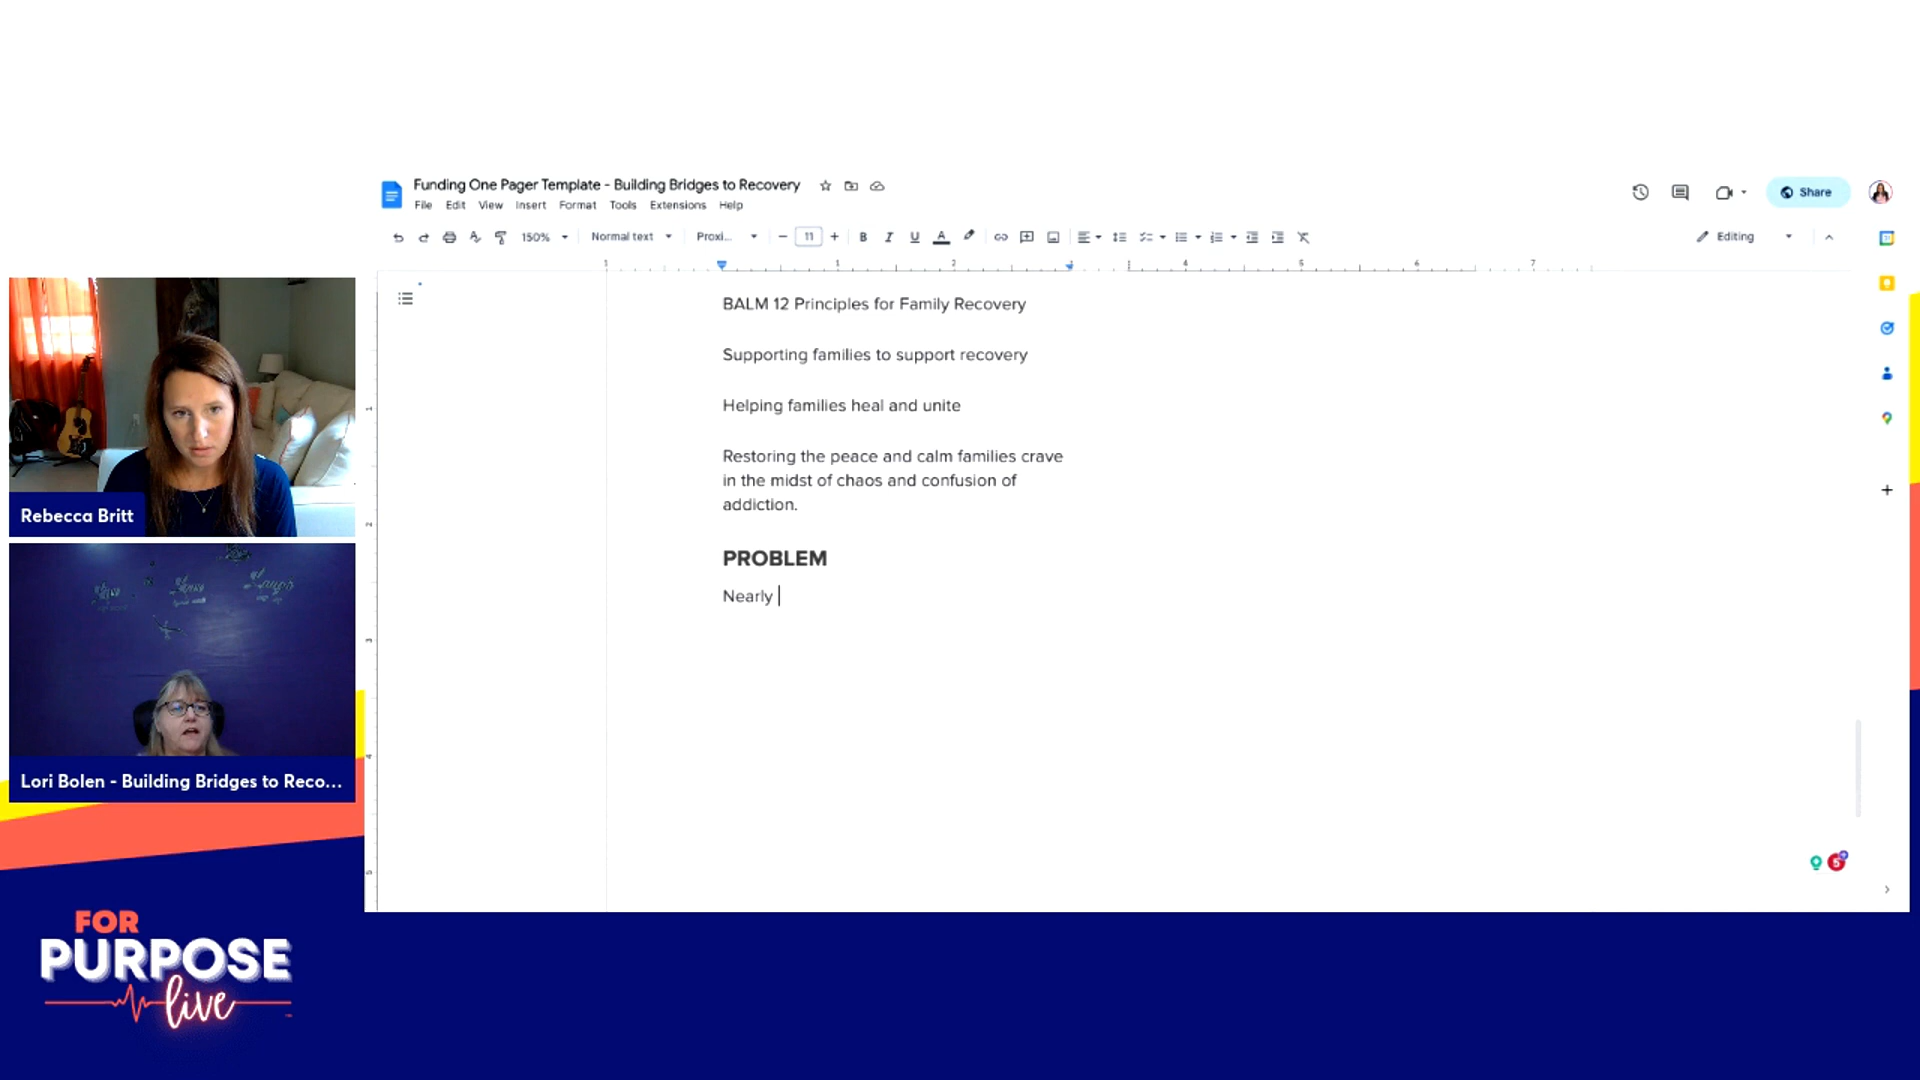 Funding One Pager Template - Building Bridges to Recovery
File Edit View Insert Format Tools Extensions Help
Share
150% Normal text Proxi... 11 Editing
BALM 12 Principles for Family Recovery
Supporting families to support recovery
Helping families heal and unite
Restoring the peace and calm families crave
in the midst of chaos and confusion of
addiction.
PROBLEM
Nearly
Rebecca Britt
Lori Bolen - Building Bridges to Reco...
FOR
PURPOSE
live